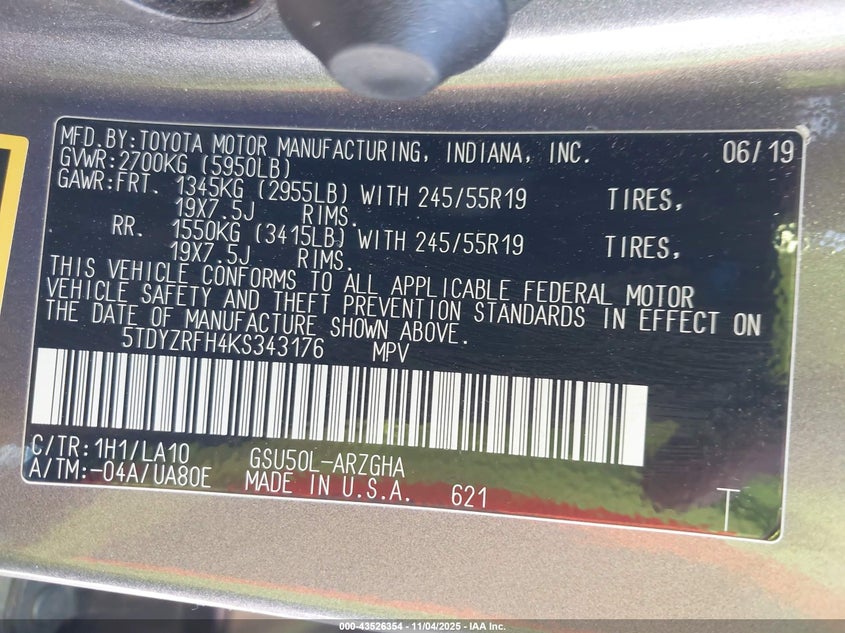 MFD.BY:TOYOTA MOTOR MANUFACTURING, INDIANA, INC. 06/19
GVWR:2700KG (5950LB)
GAWR:FRT. 1345KG (2955LB) WITH 245/55R19 TIRES,
19X7.5J RIMS.
RR. 1550KG (3415LB) WITH 245/55R19 TIRES,
19X7.5J RIMS.
THIS VEHICLE CONFORMS TO ALL APPLICABLE FEDERAL MOTOR
VEHICLE SAFETY AND THEFT PREVENTION STANDARDS IN EFFECT ON
THE DATE OF MANUFACTURE SHOWN ABOVE.
5TDYZRFH4KS343176 MPV
C/TR:1H1/LA10 GSU50L-ARZGHA
A/TM:-04A/UA80E MADE IN U.S.A. 621
T
000-43526354 - 11/04/2025 - IAA Inc.